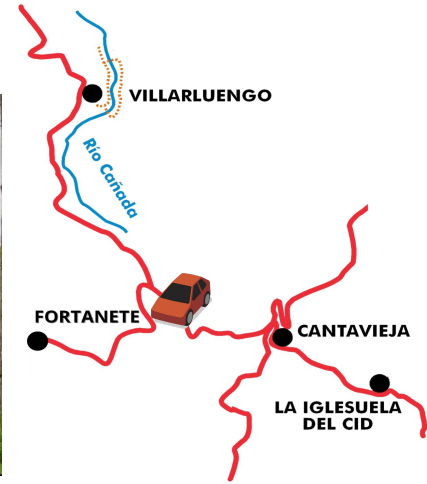 VILLARLUENGO
Río Cañada
FORTANETE
CANTAVIEJA
LA IGLESUELA
DEL CID